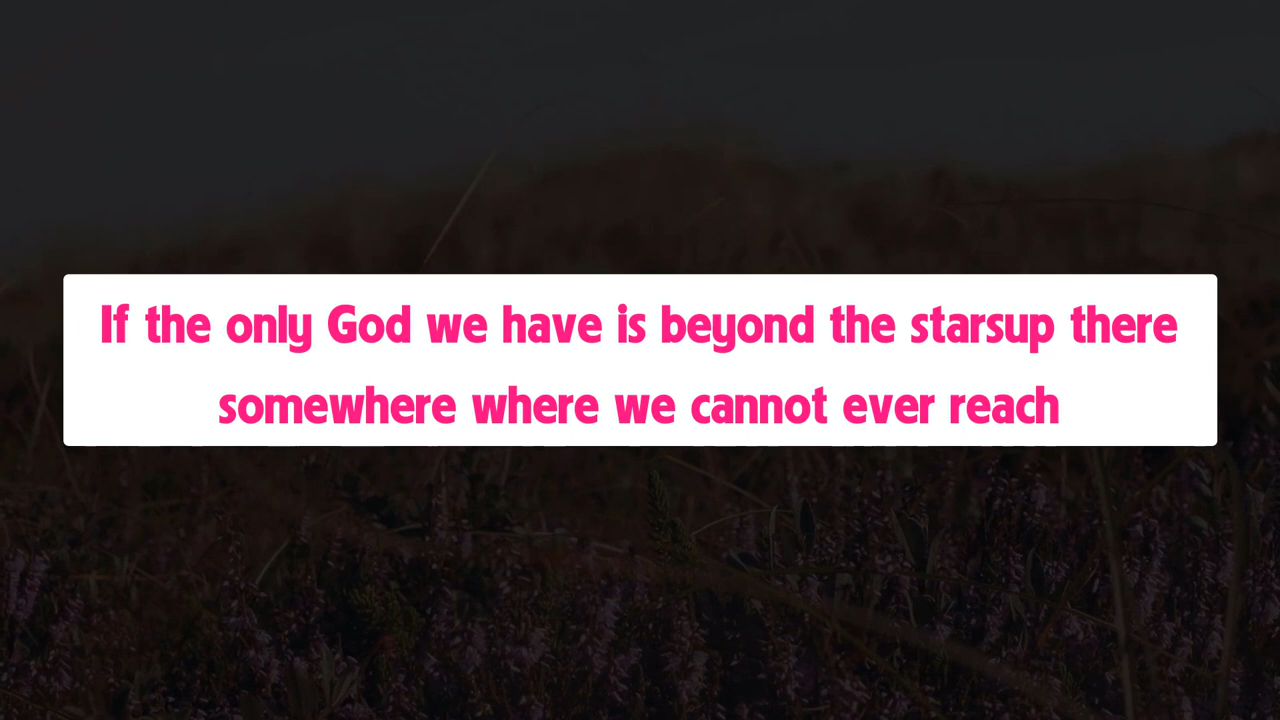 If the only God we have is beyond the starsup there
somewhere where we cannot ever reach